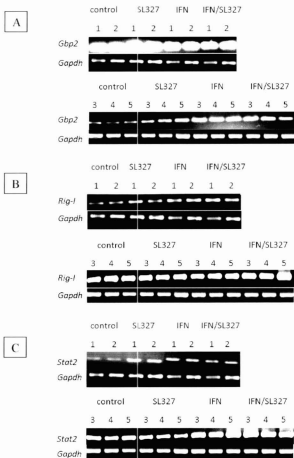 A
control SL327 IFN IFN/SL327
1 2 1 2 1 2 1 2
Gbp2
Gapdh
control SL327 IFN IFN/SL327
3 4 5 3 4 5 3 4 5 3 4 5
Gbp2
Gapdh
B
control SL327 IFN IFN/SL327
1 2 1 2 1 2 1 2
Rig-I
Gapdh
control SL327 IFN IFN/SL327
3 4 5 3 4 5 3 4 5 3 4 5
Rig-I
Gapdh
C
control SL327 IFN IFN/SL327
1 2 1 2 1 2 1 2
Stat2
Gapdh
control SL327 IFN IFN/SL327
3 4 5 3 4 5 3 4 5 3 4 5
Stat2
Gapdh